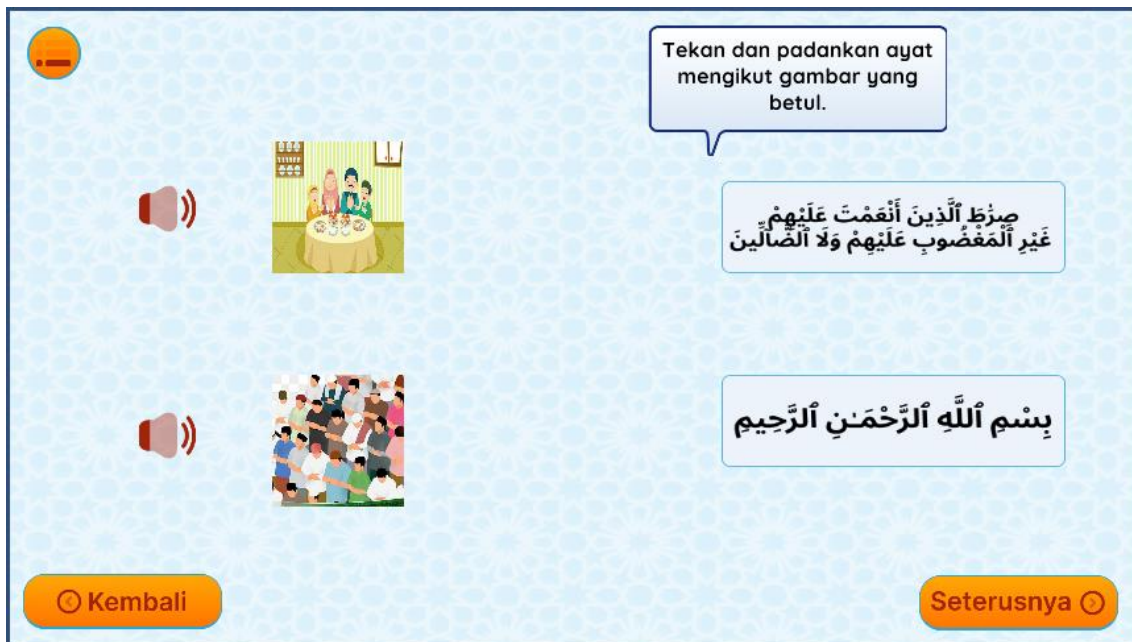 Tekan dan padankan ayat
mengikut gambar yang
betul.
صِرَٰطَ ٱلَّذِينَ أَنْعَمْتَ عَلَيْهِمْ
غَيْرِ ٱلْمَغْضُوبِ عَلَيْهِمْ وَلَا ٱلضَّآلِّينَ
بِسْمِ ٱللَّهِ ٱلرَّحْمَـٰنِ ٱلرَّحِيمِ
Kembali
Seterusnya